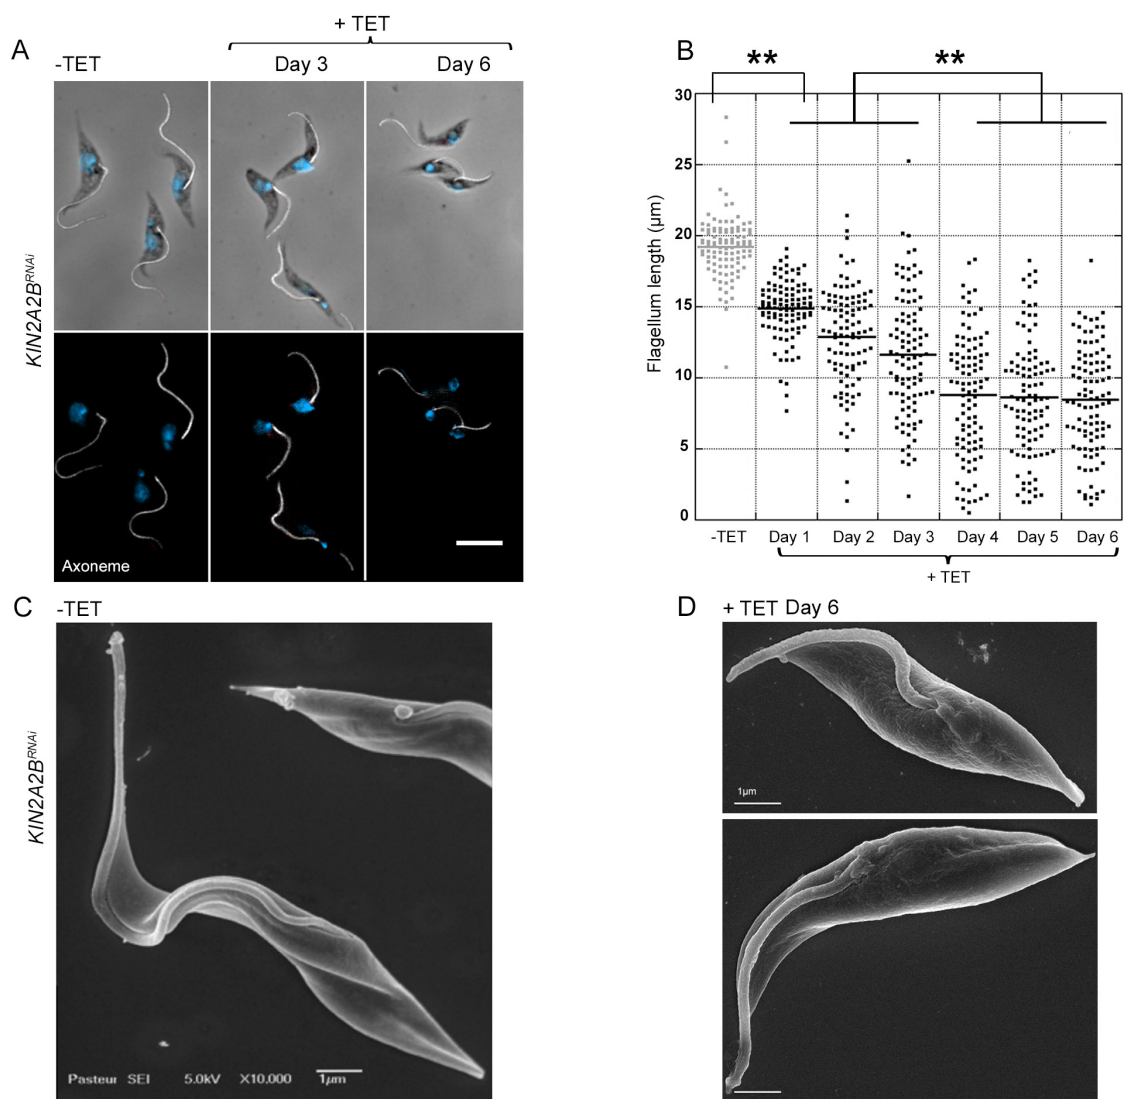 A
+ TET
-TET
Day 3
Day 6
KIN2A2B^RNAi
Axoneme
B
**
**
Flagellum length (µm)
30
25
20
15
10
5
0
-TET
Day 1
Day 2
Day 3
Day 4
Day 5
Day 6
+ TET
C
-TET
KIN2A2B^RNAi
Pasteur SEI 5.0kV X10,000 1µm
D
+ TET Day 6
1µm